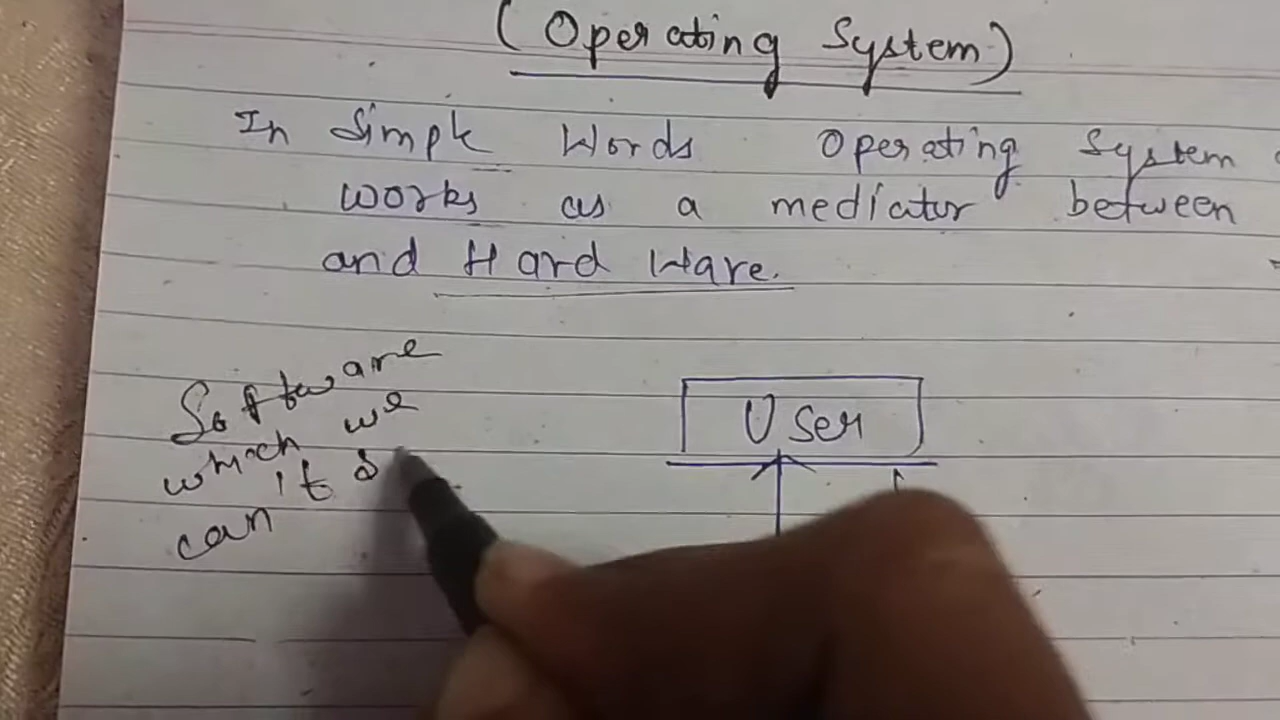 (Operating System)
In Simple Words Operating System
works as a mediator between
and Hard Ware.
Software
which we
can it s
User